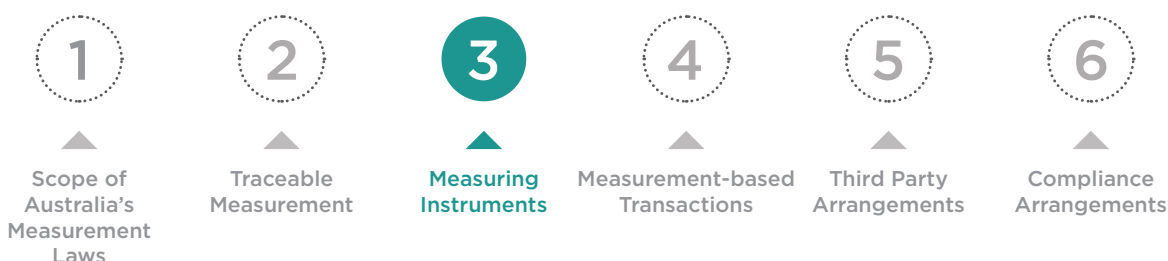 1
2
3
4
5
6
Scope of
Australia's
Measurement
Laws
Traceable
Measurement
Measuring
Instruments
Measurement-based
Transactions
Third Party
Arrangements
Compliance
Arrangements